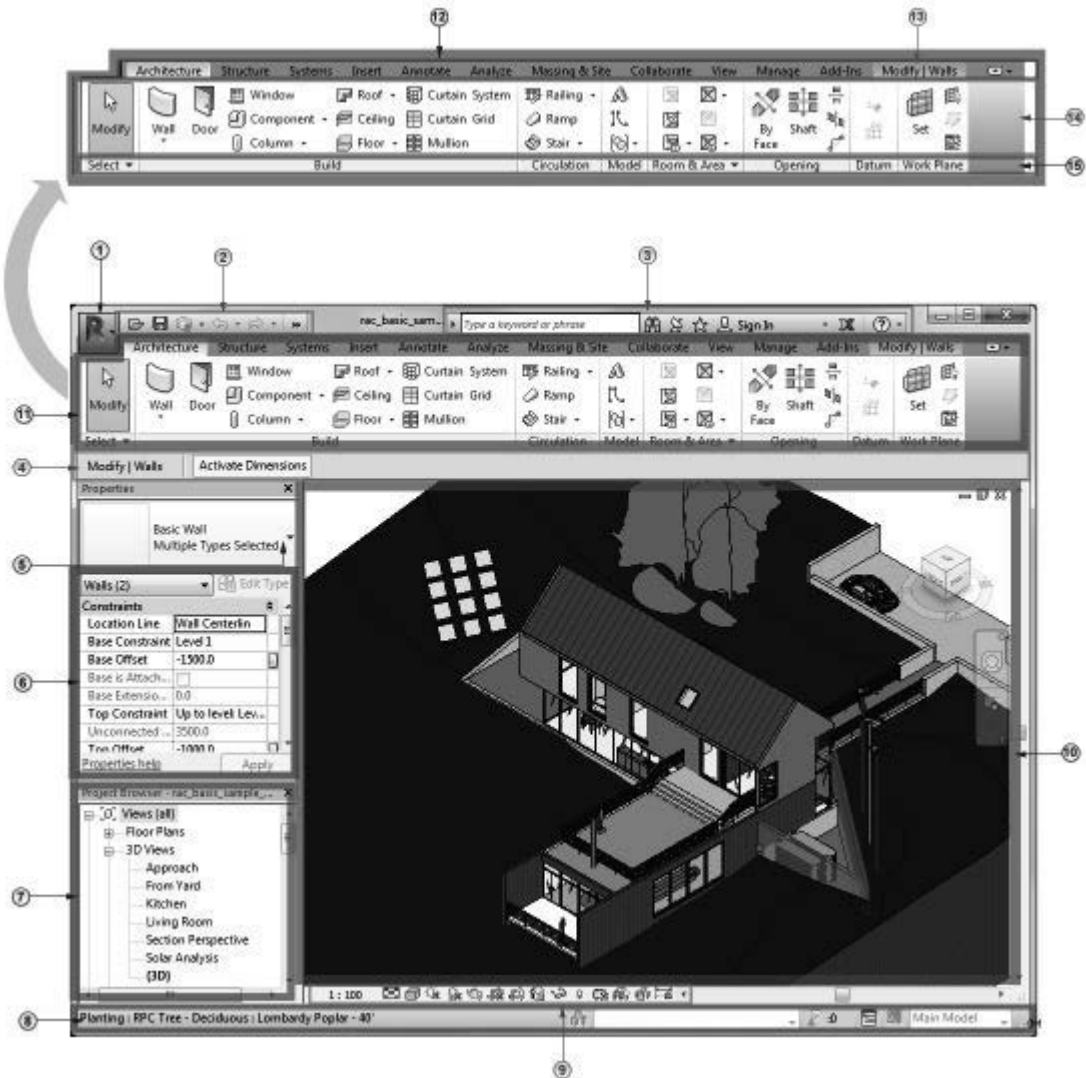 12
13
Architecture Structure Systems Insert Annotate Analyze Massing & Site Collaborate View Manage Add-Ins Modify | Walls
Modify Wall Door Window Roof Curtain System Railing By Face Shaft Set
Component Ceiling Curtain Grid Ramp
Column Floor Mullion Stair
14
Select Build Circulation Model Room & Area Opening Datum Work Plane
15
1
2
3
R rac_basic_sam... Type a keyword or phrase Sign In
Architecture Structure Systems Insert Annotate Analyze Massing & Site Collaborate View Manage Add-Ins Modify | Walls
Modify Wall Door Window Roof Curtain System Railing By Face Shaft Set
Component Ceiling Curtain Grid Ramp
Column Floor Mullion Stair
11
Select Build Circulation Model Room & Area Opening Datum Work Plane
4
Modify | Walls Activate Dimensions
Properties
Basic Wall
Multiple Types Selected
5
Walls (2) Edit Type
Constraints
Location Line Wall Centerlin
Base Constraint Level 1
Base Offset -1500.0
6
Base is Attach...
Base Extensio... 0.0
Top Constraint Up to level: Lev...
Unconnected ... 3500.0
Top Offset -1000.0
Properties help Apply
10
Project Browser - rac_basic_sample_...
Views (all)
Floor Plans
3D Views
Approach
From Yard
7
Kitchen
Living Room
Section Perspective
Solar Analysis
{3D}
1 : 100
8
Planting : RPC Tree - Deciduous : Lombardy Poplar - 40' :0 Main Model
9